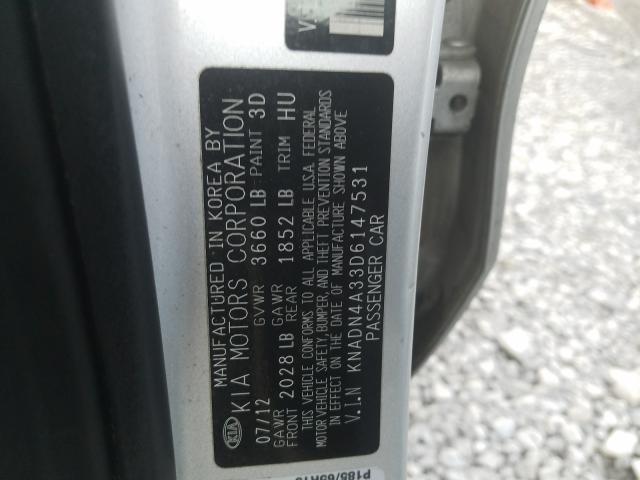 MANUFACTURED IN KOREA BY
KIA KIA MOTORS CORPORATION
07/12 GVWR 3660 LB PAINT 3D
GAWR FRONT 2028 LB GAWR REAR 1852 LB TRIM HU
THIS VEHICLE CONFORMS TO ALL APPLICABLE U.S.A. FEDERAL
MOTOR VEHICLE SAFETY, BUMPER, AND THEFT PREVENTION STANDARDS
IN EFFECT ON THE DATE OF MANUFACTURE SHOWN ABOVE
V.I.N KNADN4A33D6147531
PASSENGER CAR